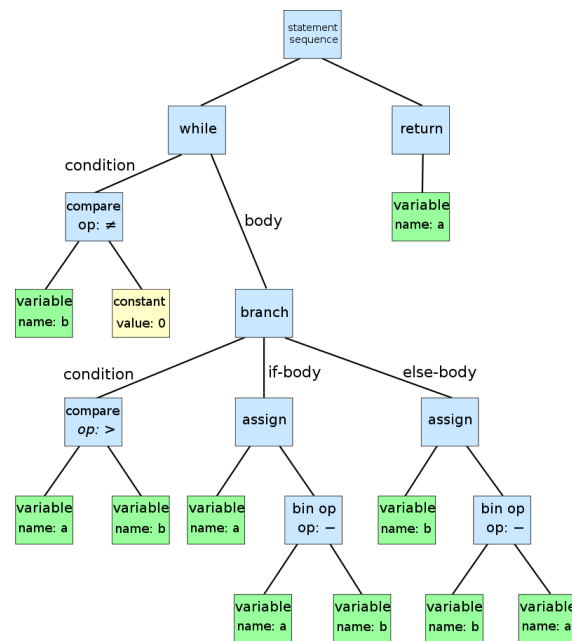 statement
sequence
while
return
condition
body
compare
op: ≠
variable
name: a
variable
name: b
constant
value: 0
branch
condition
if-body
else-body
compare
op: >
assign
assign
variable
name: a
variable
name: b
variable
name: a
bin op
op: −
variable
name: b
bin op
op: −
variable
name: a
variable
name: b
variable
name: b
variable
name: a